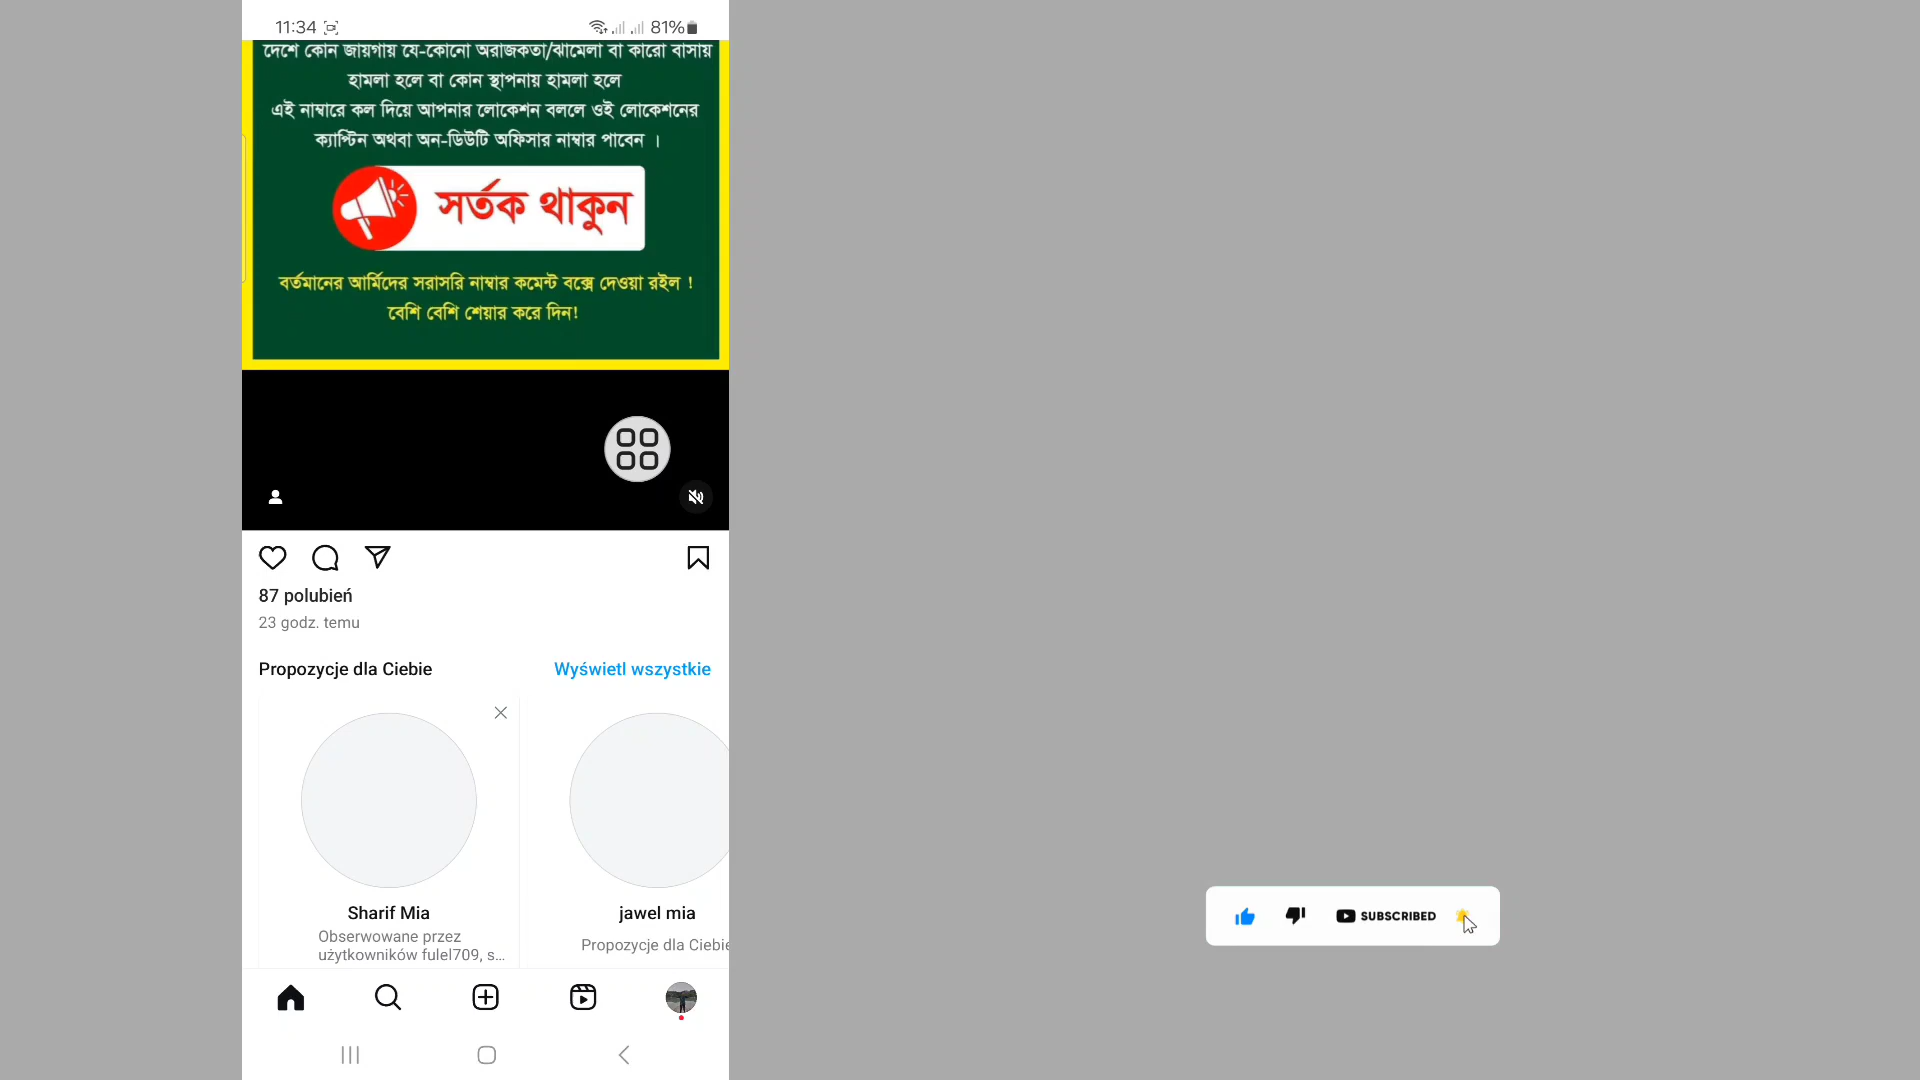 11:34
81%
দেশে কোন জায়গায় যে-কোনো অরাজকতা/ঝামেলা বা কারো বাসায়
হামলা হলে বা কোন স্থাপনায় হামলা হলে
এই নাম্বারে কল দিয়ে আপনার লোকেশন বললে ওই লোকেশনের
ক্যাপ্টিন অথবা অন-ডিউটি অফিসার নাম্বার পাবেন ।
সর্তক থাকুন
বর্তমানের আর্মিদের সরাসরি নাম্বার কমেন্ট বক্সে দেওয়া রইল !
বেশি বেশি শেয়ার করে দিন!
87 polubień
23 godz. temu
Propozycje dla Ciebie
Wyświetl wszystkie
Sharif Mia
Obserwowane przez
użytkowników fulel709, s...
jawel mia
Propozycje dla Ciebie
SUBSCRIBED